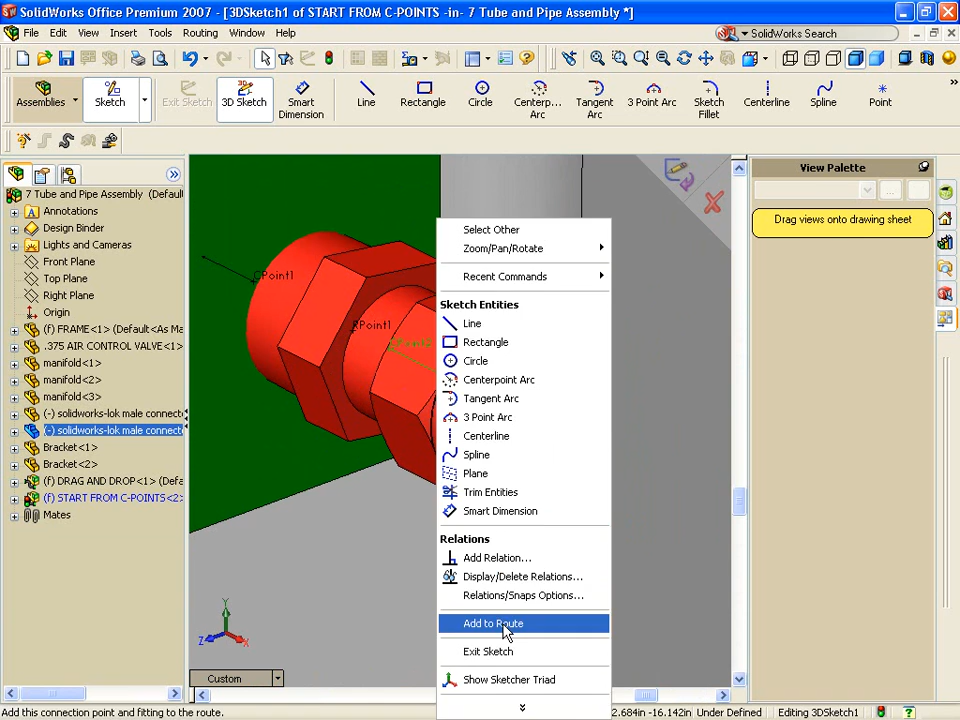 SolidWorks Office Premium 2007 - [3DSketch1 of START FROM C-POINTS -in- 7 Tube and Pipe Assembly *]
File Edit View Insert Tools Routing Window Help
SolidWorks Search
Assemblies
Sketch
Exit Sketch
3D Sketch
Smart Dimension
Line
Rectangle
Circle
Centerp... Arc
Tangent Arc
3 Point Arc
Sketch Fillet
Centerline
Spline
Point
7 Tube and Pipe Assembly (Defaul
Annotations
Design Binder
Lights and Cameras
Front Plane
Top Plane
Right Plane
Origin
(f) FRAME<1> (Default<As Ma
.375 AIR CONTROL VALVE<1>
manifold<1>
manifold<2>
manifold<3>
(-) solidworks-lok male connect
(-) solidworks-lok male connect
Bracket<1>
Bracket<2>
(f) DRAG AND DROP<1> (Defa
(f) START FROM C-POINTS<2>
Mates
CPoint1
RPoint1
CPoint2
Y
Z
X
Custom
Select Other
Zoom/Pan/Rotate
Recent Commands
Sketch Entities
Line
Rectangle
Circle
Centerpoint Arc
Tangent Arc
3 Point Arc
Centerline
Spline
Plane
Trim Entities
Smart Dimension
Relations
Add Relation...
Display/Delete Relations...
Relations/Snaps Options...
Add to Route
Exit Sketch
Show Sketcher Triad
View Palette
Drag views onto drawing sheet
Add this connection point and fitting to the route.
2.684in -16.142in Under Defined
Editing 3DSketch1